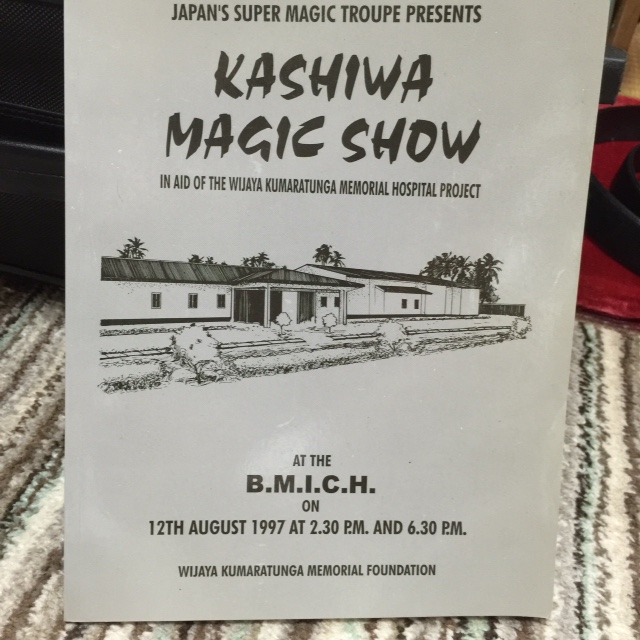 JAPAN'S SUPER MAGIC TROUPE PRESENTS
KASHIWA
MAGIC SHOW
IN AID OF THE WIJAYA KUMARATUNGA MEMORIAL HOSPITAL PROJECT
AT THE
B.M.I.C.H.
ON
12TH AUGUST 1997 AT 2.30 P.M. AND 6.30 P.M.
WIJAYA KUMARATUNGA MEMORIAL FOUNDATION